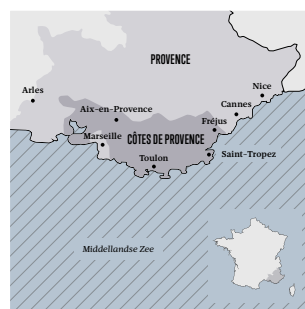 PROVENCE
Nice
Arles
Cannes
Aix-en-Provence
Fréjus
Marseille
CÔTES DE PROVENCE
Toulon
Saint-Tropez
Middellandse Zee